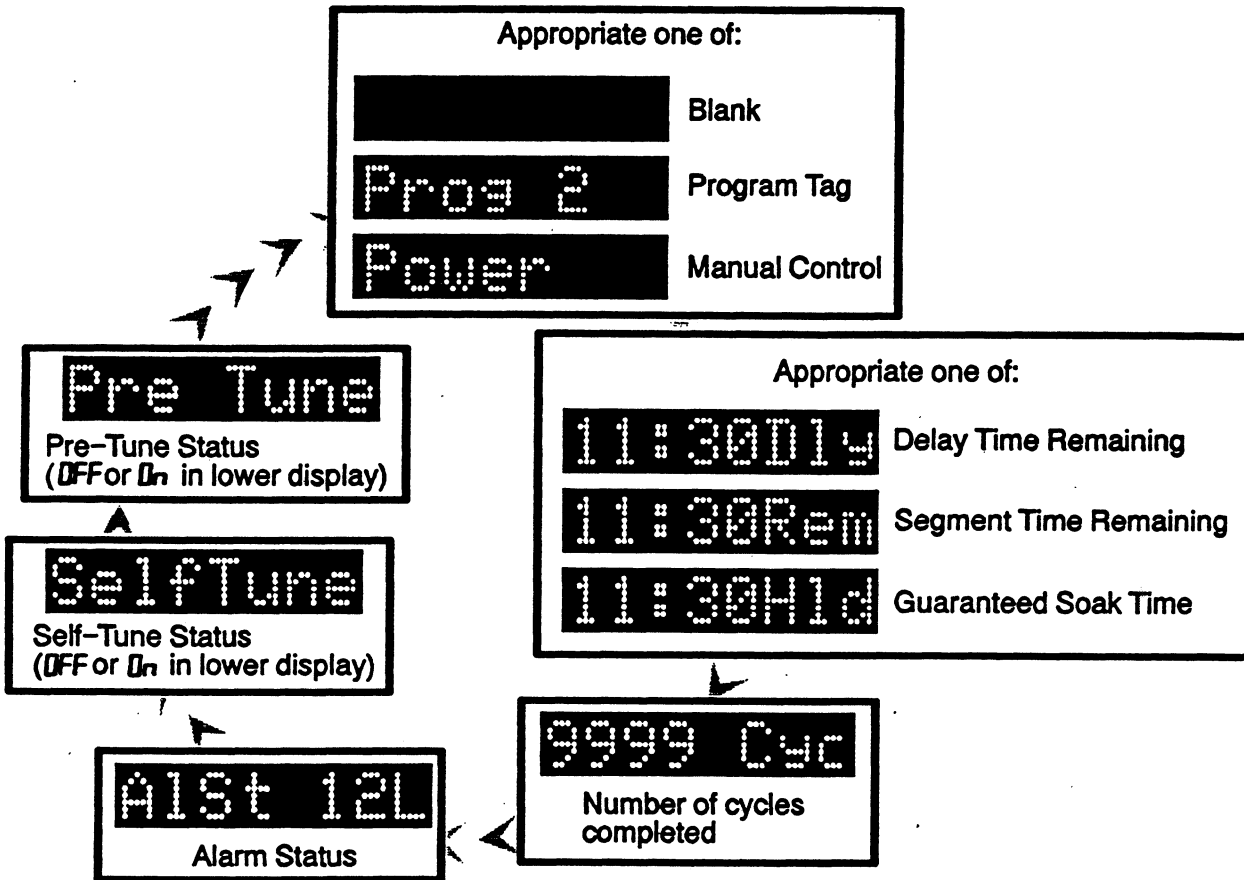 Appropriate one of:
Blank
Prog 2
Program Tag
Power
Manual Control
Appropriate one of:
11:30Dly
Delay Time Remaining
11:30Rem
Segment Time Remaining
11:30Hld
Guaranteed Soak Time
9999 Cyc
Number of cycles
completed
AlSt 12L
Alarm Status
SelfTune
Self-Tune Status
(OFF or On in lower display)
Pre Tune
Pre-Tune Status
(OFF or On in lower display)